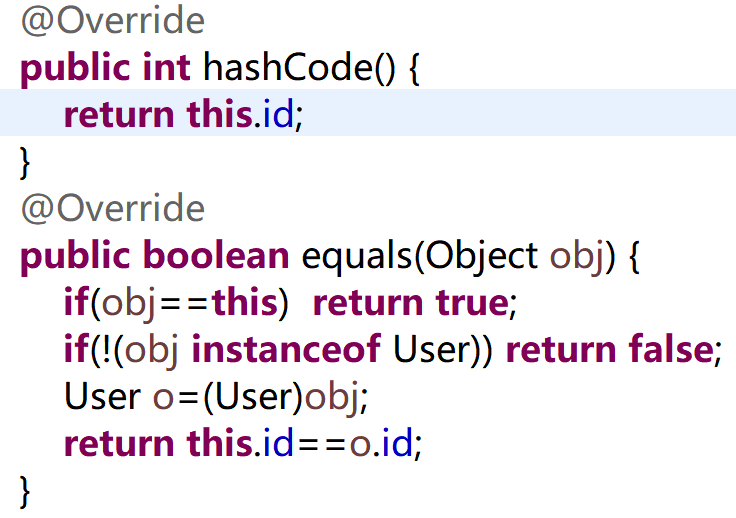 @Override
public int hashCode() {
return this.id;
}
@Override
public boolean equals(Object obj) {
if(obj==this)  return true;
if(!(obj instanceof User)) return false;
User o=(User)obj;
return this.id==o.id;
}